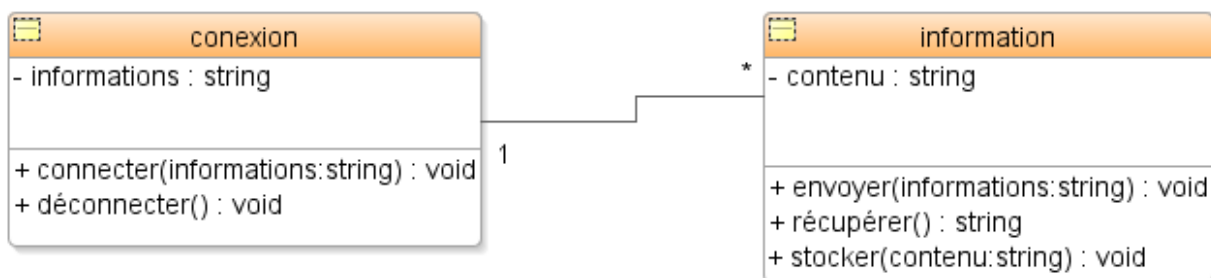 conexion
- informations : string
+ connecter(informations:string) : void
+ déconnecter() : void
1
*
information
- contenu : string
+ envoyer(informations:string) : void
+ récupérer() : string
+ stocker(contenu:string) : void